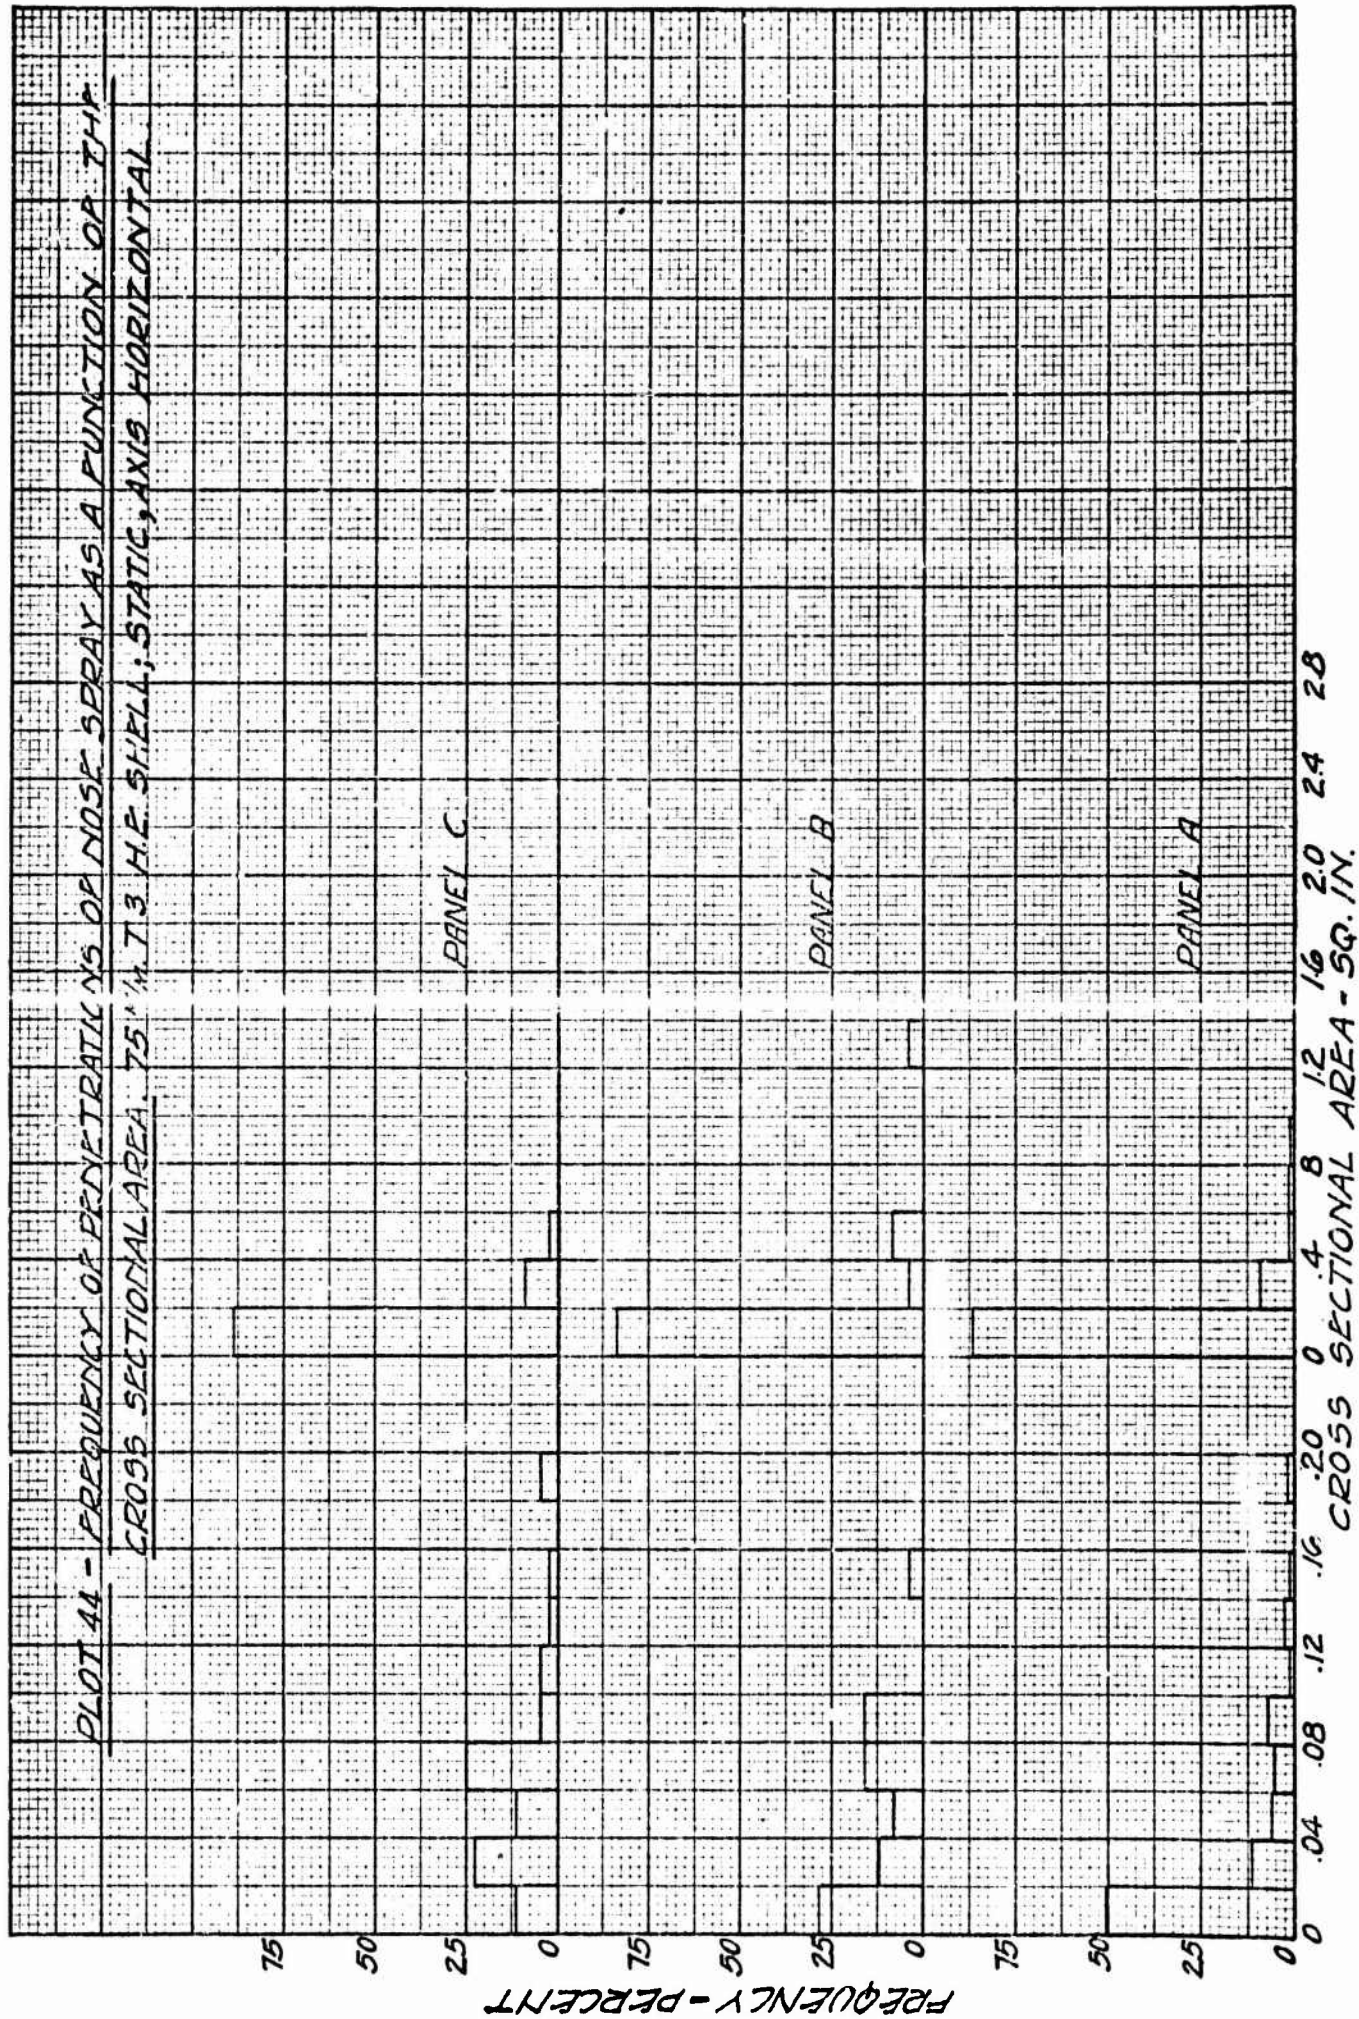 PLOT 44 - FREQUENCY OF PENETRATIONS OF NOSE SPRAY AS A FUNCTION OF THE
CROSS SECTIONAL AREA. 75 M/M. T3 H.E. SHELL; STATIC, AXIS HORIZONTAL
FREQUENCY - PERCENT
75
50
25
0
PANEL C
75
50
25
0
PANEL B
75
50
25
0
PANEL A
0 .04 .08 .12 .16 .20 0 .4 .8 1.2 1.6 2.0 2.4 2.8
CROSS SECTIONAL AREA - SQ. IN.